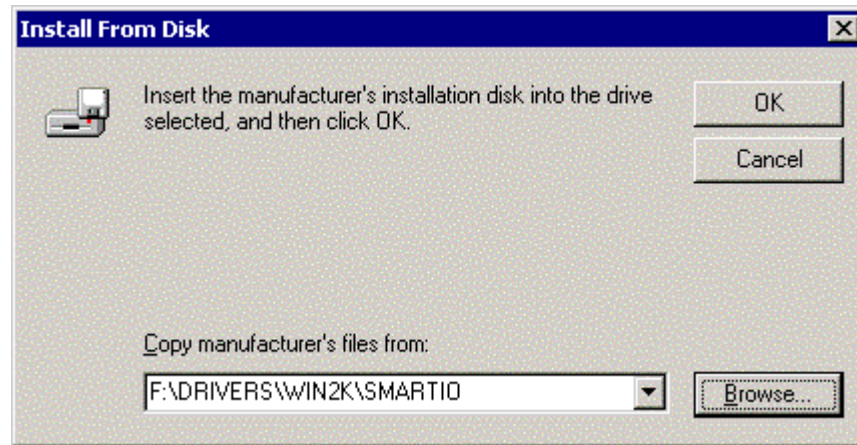 Install From Disk
Insert the manufacturer's installation disk into the drive
selected, and then click OK.
OK
Cancel
Copy manufacturer's files from:
F:\DRIVERS\WIN2K\SMARTIO
Browse...